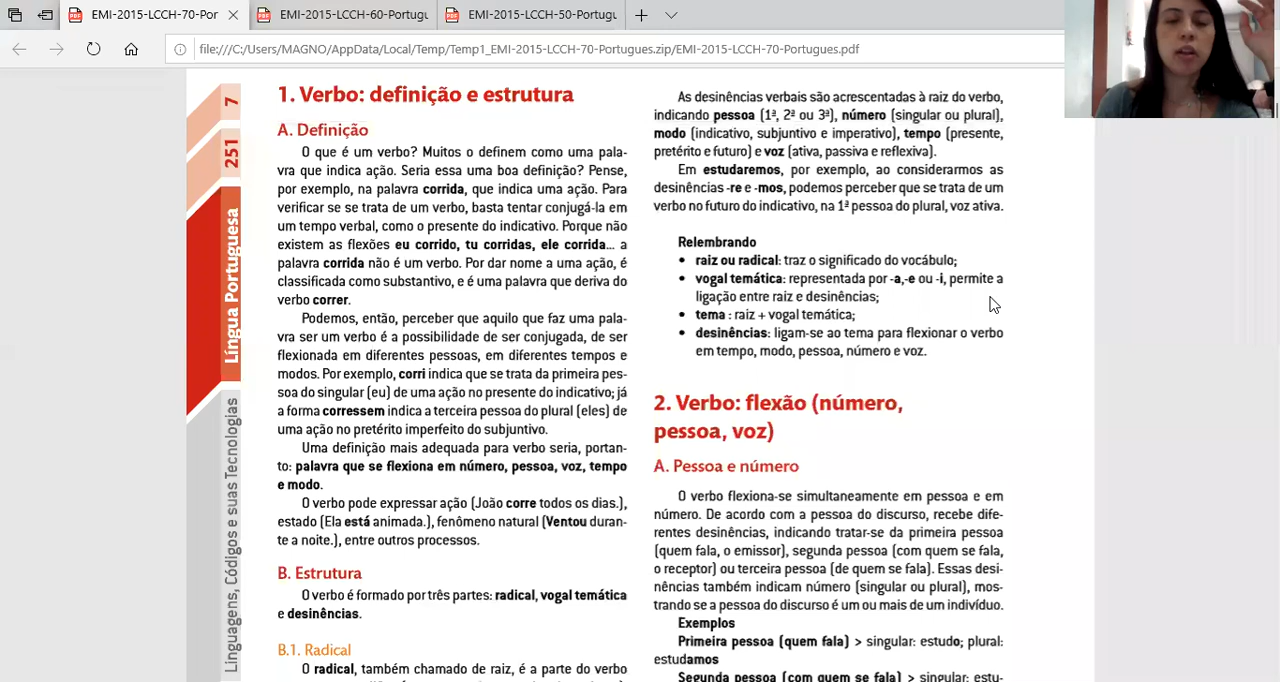 EMI-2015-LCCH-70-Por
EMI-2015-LCCH-60-Portugu
EMI-2015-LCCH-50-Portugu
file:///C:/Users/MAGNO/AppData/Local/Temp/Temp1_EMI-2015-LCCH-70-Portugues.zip/EMI-2015-LCCH-70-Portugues.pdf
7
251
Língua Portuguesa
Linguagens, Códigos e suas Tecnologias
1. Verbo: definição e estrutura
A. Definição
O que é um verbo? Muitos o definem como uma pala-
vra que indica ação. Seria essa uma boa definição? Pense,
por exemplo, na palavra corrida, que indica uma ação. Para
verificar se se trata de um verbo, basta tentar conjugá-la em
um tempo verbal, como o presente do indicativo. Porque não
existem as flexões eu corrido, tu corridas, ele corrida... a
palavra corrida não é um verbo. Por dar nome a uma ação, é
classificada como substantivo, e é uma palavra que deriva do
verbo correr.
Podemos, então, perceber que aquilo que faz uma pala-
vra ser um verbo é a possibilidade de ser conjugada, de ser
flexionada em diferentes pessoas, em diferentes tempos e
modos. Por exemplo, corri indica que se trata da primeira pes-
soa do singular (eu) de uma ação no presente do indicativo; já
a forma corressem indica a terceira pessoa do plural (eles) de
uma ação no pretérito imperfeito do subjuntivo.
Uma definição mais adequada para verbo seria, portan-
to: palavra que se flexiona em número, pessoa, voz, tempo
e modo.
O verbo pode expressar ação (João corre todos os dias.),
estado (Ela está animada.), fenômeno natural (Ventou duran-
te a noite.), entre outros processos.
B. Estrutura
O verbo é formado por três partes: radical, vogal temática
e desinências.
B.1. Radical
O radical, também chamado de raiz, é a parte do verbo
As desinências verbais são acrescentadas à raiz do verbo,
indicando pessoa (1ª, 2ª ou 3ª), número (singular ou plural),
modo (indicativo, subjuntivo e imperativo), tempo (presente,
pretérito e futuro) e voz (ativa, passiva e reflexiva).
Em estudaremos, por exemplo, ao considerarmos as
desinências -re e -mos, podemos perceber que se trata de um
verbo no futuro do indicativo, na 1ª pessoa do plural, voz ativa.
Relembrando
• raiz ou radical: traz o significado do vocábulo;
• vogal temática: representada por -a,-e ou -i, permite a
ligação entre raiz e desinências;
• tema : raiz + vogal temática;
• desinências: ligam-se ao tema para flexionar o verbo
em tempo, modo, pessoa, número e voz.
2. Verbo: flexão (número,
pessoa, voz)
A. Pessoa e número
O verbo flexiona-se simultaneamente em pessoa e em
número. De acordo com a pessoa do discurso, recebe dife-
rentes desinências, indicando tratar-se da primeira pessoa
(quem fala, o emissor), segunda pessoa (com quem se fala,
o receptor) ou terceira pessoa (de quem se fala). Essas desi-
nências também indicam número (singular ou plural), mos-
trando se a pessoa do discurso é um ou mais de um indivíduo.
Exemplos
Primeira pessoa (quem fala) > singular: estudo; plural:
estudamos
Segunda pessoa (com quem se fala) > singular: estu-